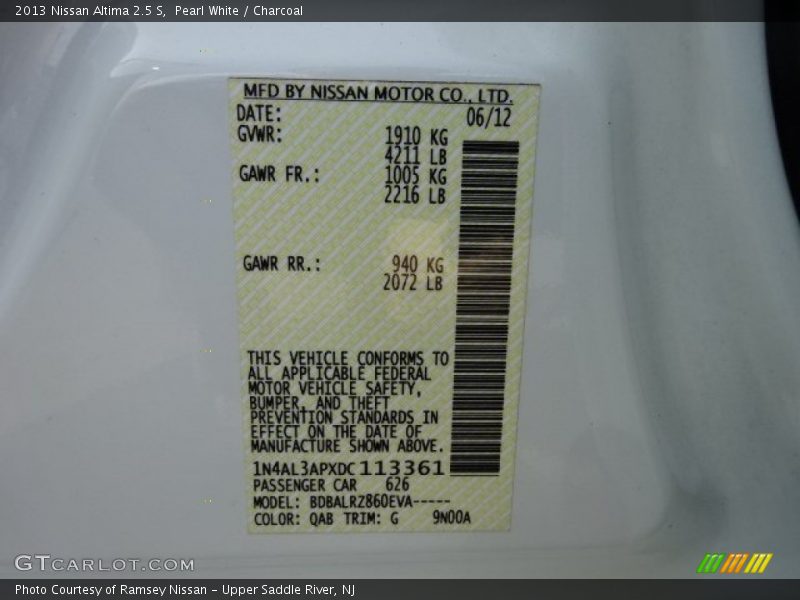 2013 Nissan Altima 2.5 S, Pearl White / Charcoal
MFD BY NISSAN MOTOR CO., LTD.
DATE: 06/12
GVWR: 1910 KG
4211 LB
GAWR FR.: 1005 KG
2216 LB
GAWR RR.: 940 KG
2072 LB
THIS VEHICLE CONFORMS TO
ALL APPLICABLE FEDERAL
MOTOR VEHICLE SAFETY,
BUMPER, AND THEFT
PREVENTION STANDARDS IN
EFFECT ON THE DATE OF
MANUFACTURE SHOWN ABOVE.
1N4AL3APXDC113361
PASSENGER CAR 626
MODEL: BDBALRZ860EVA-----
COLOR: QAB TRIM: G 9N00A
GTCARLOT.COM
Photo Courtesy of Ramsey Nissan - Upper Saddle River, NJ